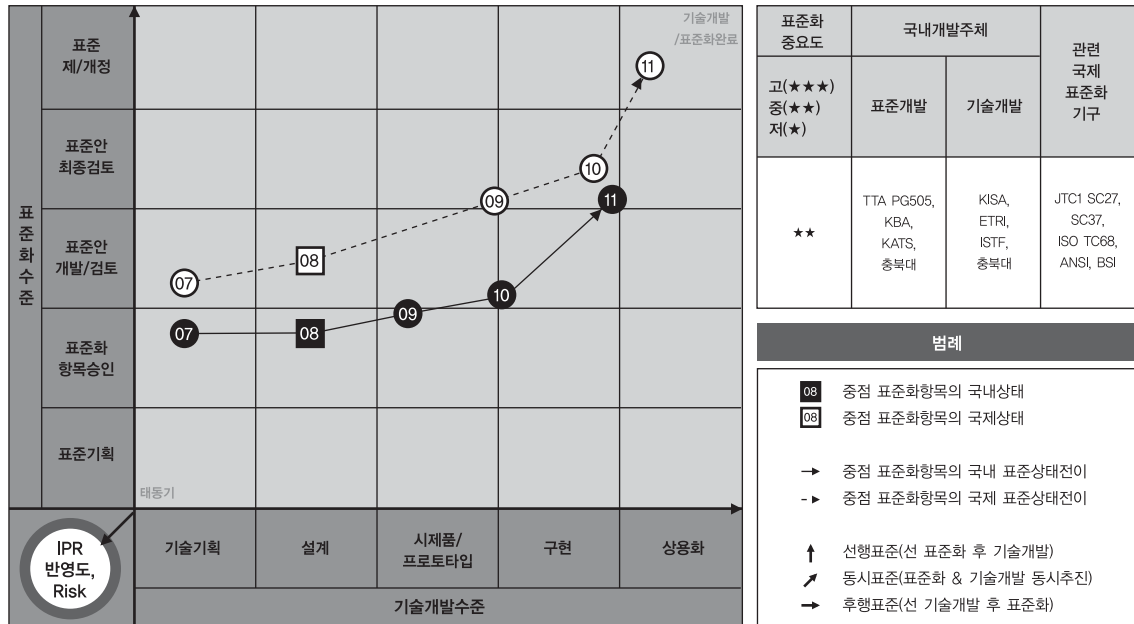 기술개발
/표준화완료
표준
제/개정
표준안
최종검토
표준안
개발/검토
표준화
항목승인
표준기획
표준화수준
11
10
09
08
07
11
10
09
08
07
태동기
IPR
반영도,
Risk
기술기획
설계
시제품/
프로토타입
구현
상용화
기술개발수준
표준화
중요도
국내개발주체
관련
국제
표준화
기구
고(★★★)
중(★★)
저(★)
표준개발
기술개발
★★
TTA PG505,
KBA,
KATS,
충북대
KISA,
ETRI,
ISTF,
충북대
JTC1 SC27,
SC37,
ISO TC68,
ANSI, BSI
범례
08 중점 표준화항목의 국내상태
08 중점 표준화항목의 국제상태
중점 표준화항목의 국내 표준상태전이
중점 표준화항목의 국제 표준상태전이
선행표준(선 표준화 후 기술개발)
동시표준(표준화 & 기술개발 동시추진)
후행표준(선 기술개발 후 표준화)